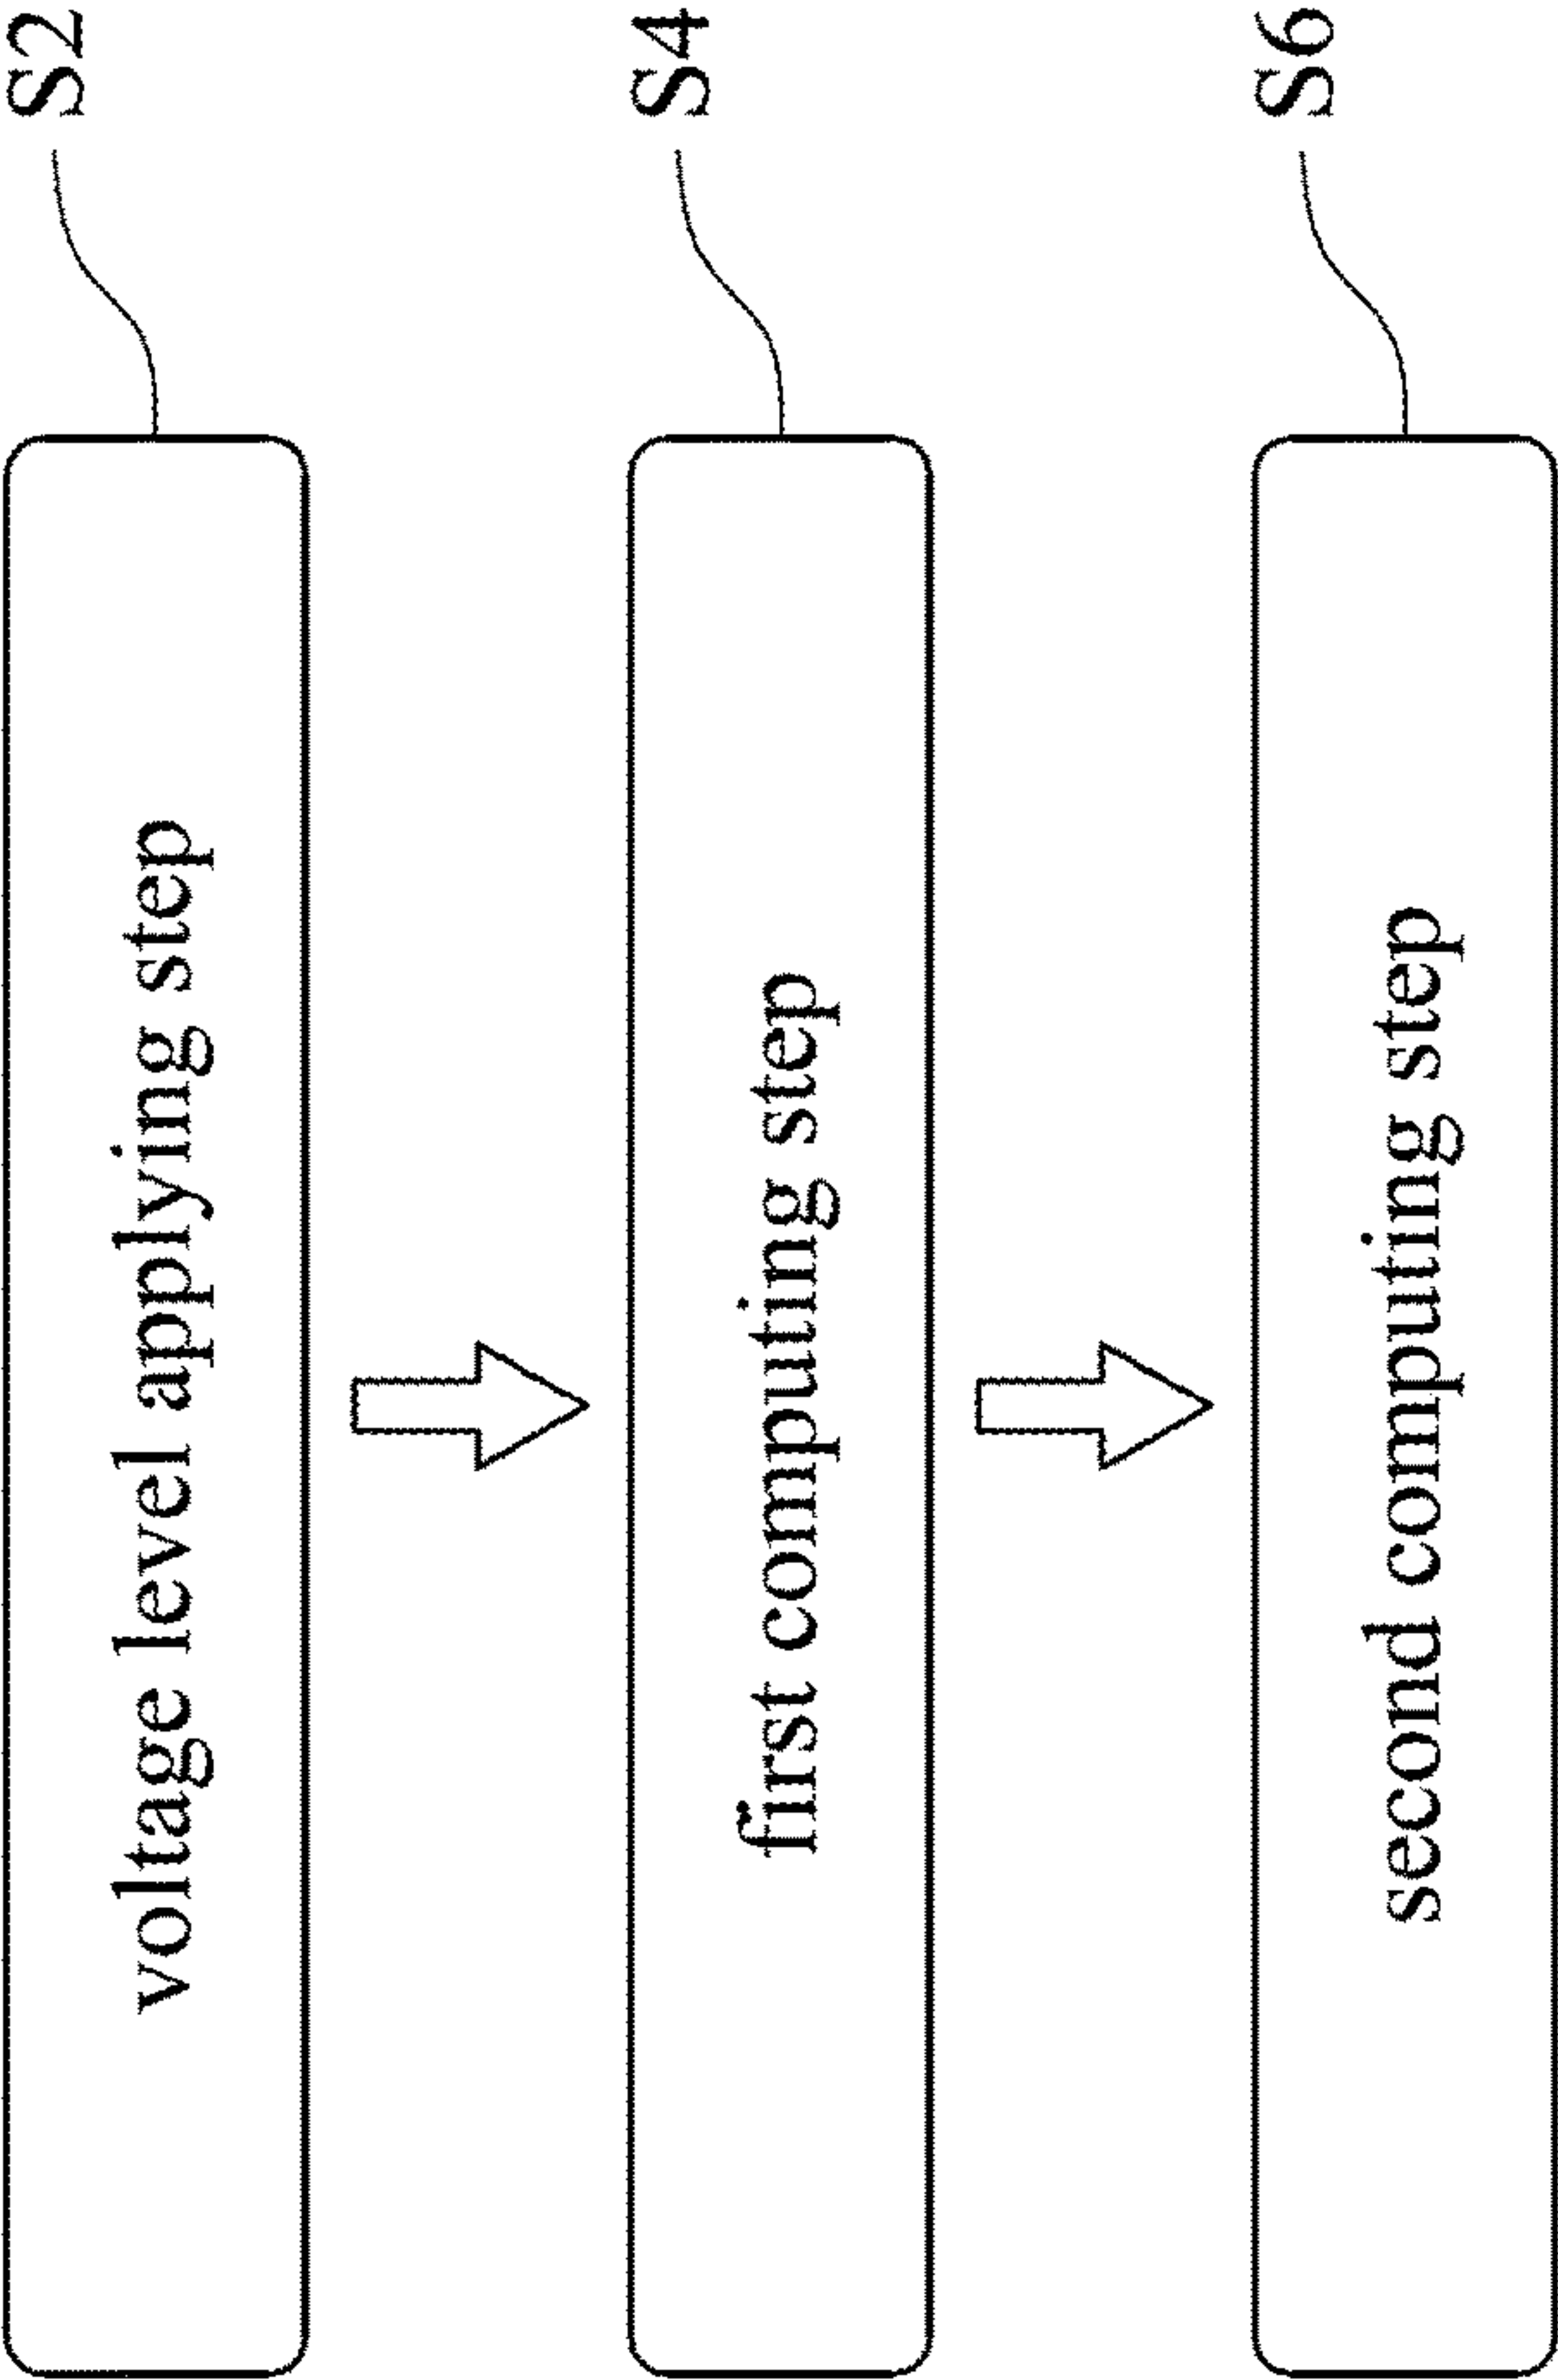 voltage level applying step
S2
first computing step
S4
second computing step
S6